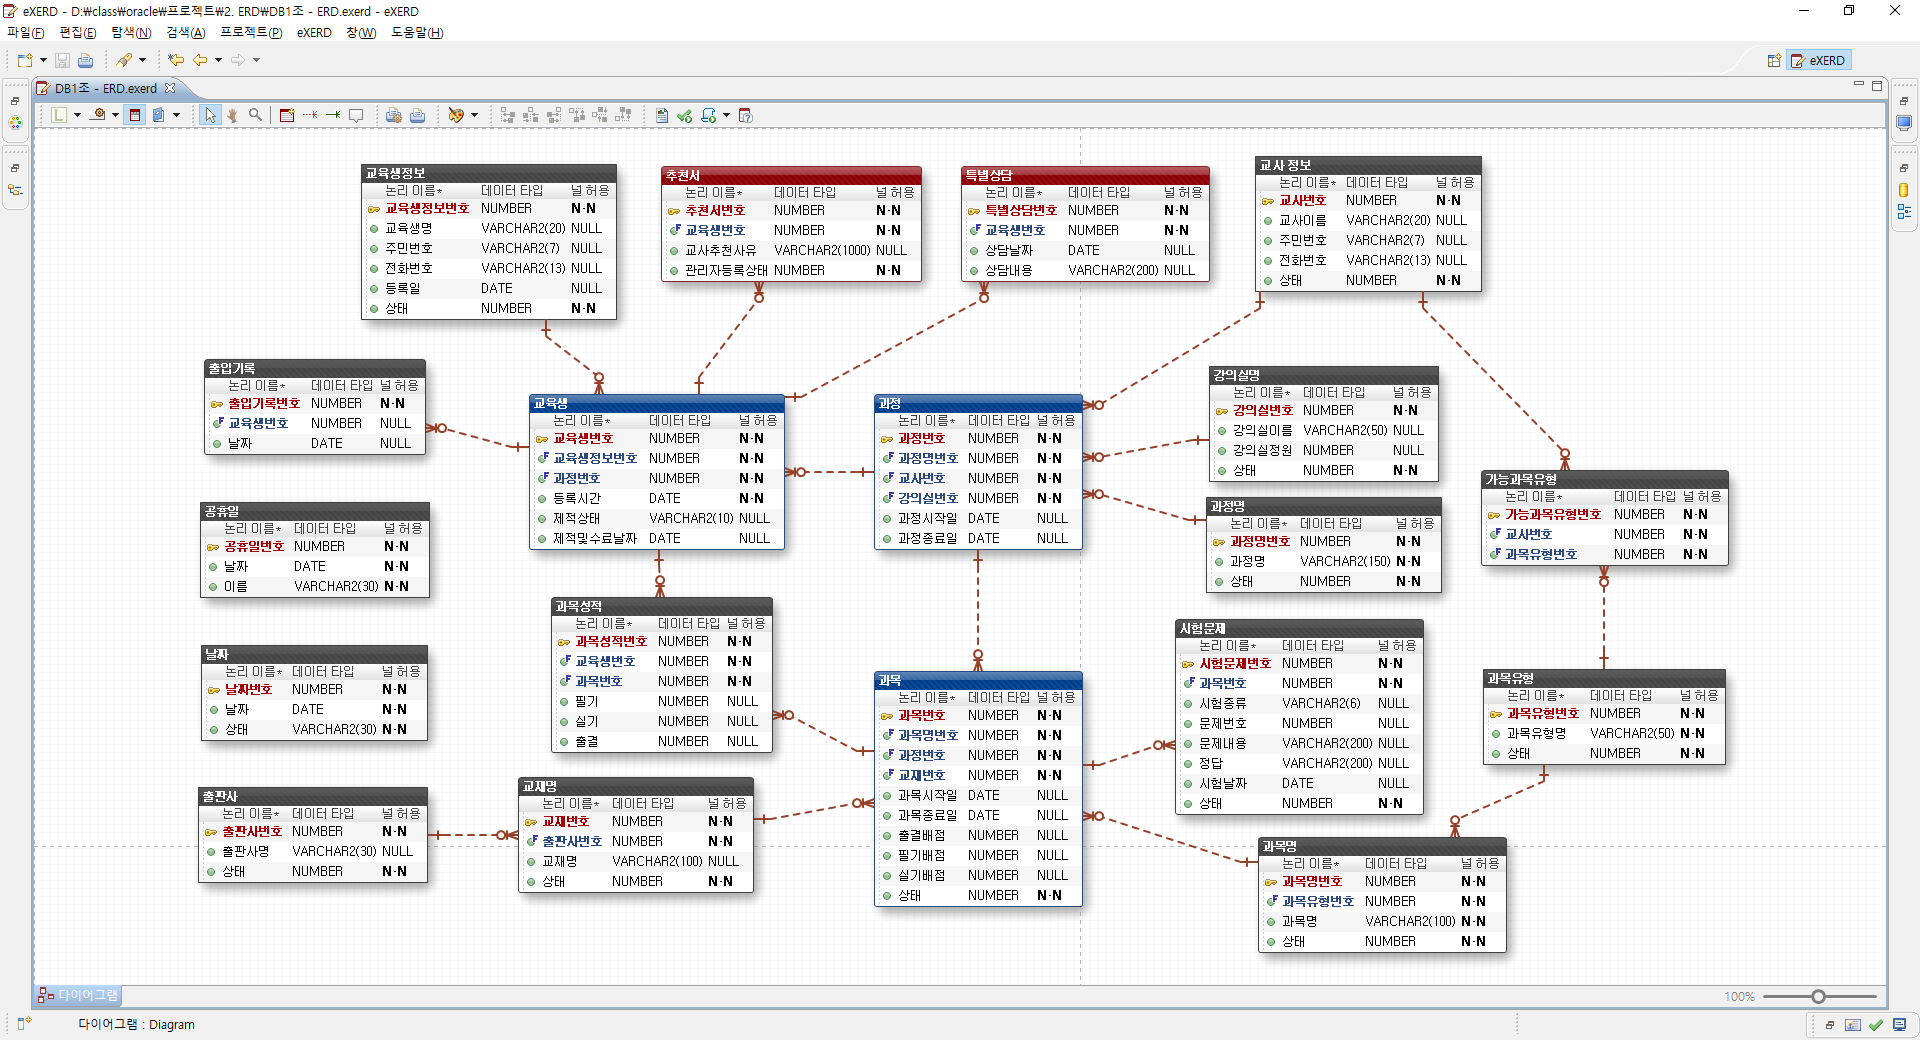 eXERD - D:₩class₩oracle₩프로젝트₩2. ERD₩DB1조 - ERD.exerd - eXERD
파일(F) 편집(E) 탐색(N) 검색(A) 프로젝트(P) eXERD 창(W) 도움말(H)
eXERD
DB1조 - ERD.exerd
교육생정보
논리 이름* 데이터 타입 널 허용
교육생정보번호 NUMBER N-N
교육생명 VARCHAR2(20) NULL
주민번호 VARCHAR2(7) NULL
전화번호 VARCHAR2(13) NULL
등록일 DATE NULL
상태 NUMBER N-N
추천서
논리 이름* 데이터 타입 널 허용
추천서번호 NUMBER N-N
교육생번호 NUMBER N-N
교사추천사유 VARCHAR2(1000) NULL
관리자등록상태 NUMBER N-N
특별상담
논리 이름* 데이터 타입 널 허용
특별상담번호 NUMBER N-N
교육생번호 NUMBER N-N
상담날짜 DATE NULL
상담내용 VARCHAR2(200) NULL
교사 정보
논리 이름* 데이터 타입 널 허용
교사번호 NUMBER N-N
교사이름 VARCHAR2(20) NULL
주민번호 VARCHAR2(7) NULL
전화번호 VARCHAR2(13) NULL
상태 NUMBER N-N
출입기록
논리 이름* 데이터 타입 널 허용
출입기록번호 NUMBER N-N
교육생번호 NUMBER NULL
날짜 DATE NULL
교육생
논리 이름* 데이터 타입 널 허용
교육생번호 NUMBER N-N
교육생정보번호 NUMBER N-N
과정번호 NUMBER N-N
등록시간 DATE N-N
제적상태 VARCHAR2(10) NULL
제적및수료날짜 DATE NULL
과정
논리 이름* 데이터 타입 널 허용
과정번호 NUMBER N-N
과정명번호 NUMBER N-N
교사번호 NUMBER N-N
강의실번호 NUMBER N-N
과정시작일 DATE NULL
과정종료일 DATE NULL
강의실명
논리 이름* 데이터 타입 널 허용
강의실번호 NUMBER N-N
강의실이름 VARCHAR2(50) NULL
강의실정원 NUMBER NULL
상태 NUMBER N-N
가능과목유형
논리 이름* 데이터 타입 널 허용
가능과목유형번호 NUMBER N-N
교사번호 NUMBER N-N
과목유형번호 NUMBER N-N
공휴일
논리 이름* 데이터 타입 널 허용
공휴일번호 NUMBER N-N
날짜 DATE N-N
이름 VARCHAR2(30) N-N
과정명
논리 이름* 데이터 타입 널 허용
과정명번호 NUMBER N-N
과정명 VARCHAR2(150) N-N
상태 NUMBER N-N
과목성적
논리 이름* 데이터 타입 널 허용
과목성적번호 NUMBER N-N
교육생번호 NUMBER N-N
과목번호 NUMBER N-N
필기 NUMBER NULL
실기 NUMBER NULL
출결 NUMBER NULL
시험문제
논리 이름* 데이터 타입 널 허용
시험문제번호 NUMBER N-N
과목번호 NUMBER N-N
시험종류 VARCHAR2(6) NULL
문제번호 NUMBER NULL
문제내용 VARCHAR2(200) NULL
정답 VARCHAR2(200) NULL
시험날짜 DATE NULL
상태 NUMBER N-N
날짜
논리 이름* 데이터 타입 널 허용
날짜번호 NUMBER N-N
날짜 DATE N-N
상태 VARCHAR2(30) N-N
과목
논리 이름* 데이터 타입 널 허용
과목번호 NUMBER N-N
과목명번호 NUMBER N-N
과정번호 NUMBER N-N
교재번호 NUMBER N-N
과목시작일 DATE NULL
과목종료일 DATE NULL
출결배점 NUMBER NULL
필기배점 NUMBER NULL
실기배점 NUMBER NULL
상태 NUMBER N-N
과목유형
논리 이름* 데이터 타입 널 허용
과목유형번호 NUMBER N-N
과목유형명 VARCHAR2(50) N-N
상태 NUMBER N-N
출판사
논리 이름* 데이터 타입 널 허용
출판사번호 NUMBER N-N
출판사명 VARCHAR2(30) NULL
상태 NUMBER N-N
교재명
논리 이름* 데이터 타입 널 허용
교재번호 NUMBER N-N
출판사번호 NUMBER N-N
교재명 VARCHAR2(100) NULL
상태 NUMBER N-N
과목명
논리 이름* 데이터 타입 널 허용
과목명번호 NUMBER N-N
과목유형번호 NUMBER N-N
과목명 VARCHAR2(100) N-N
상태 NUMBER N-N
다이어그램
100%
다이어그램 : Diagram